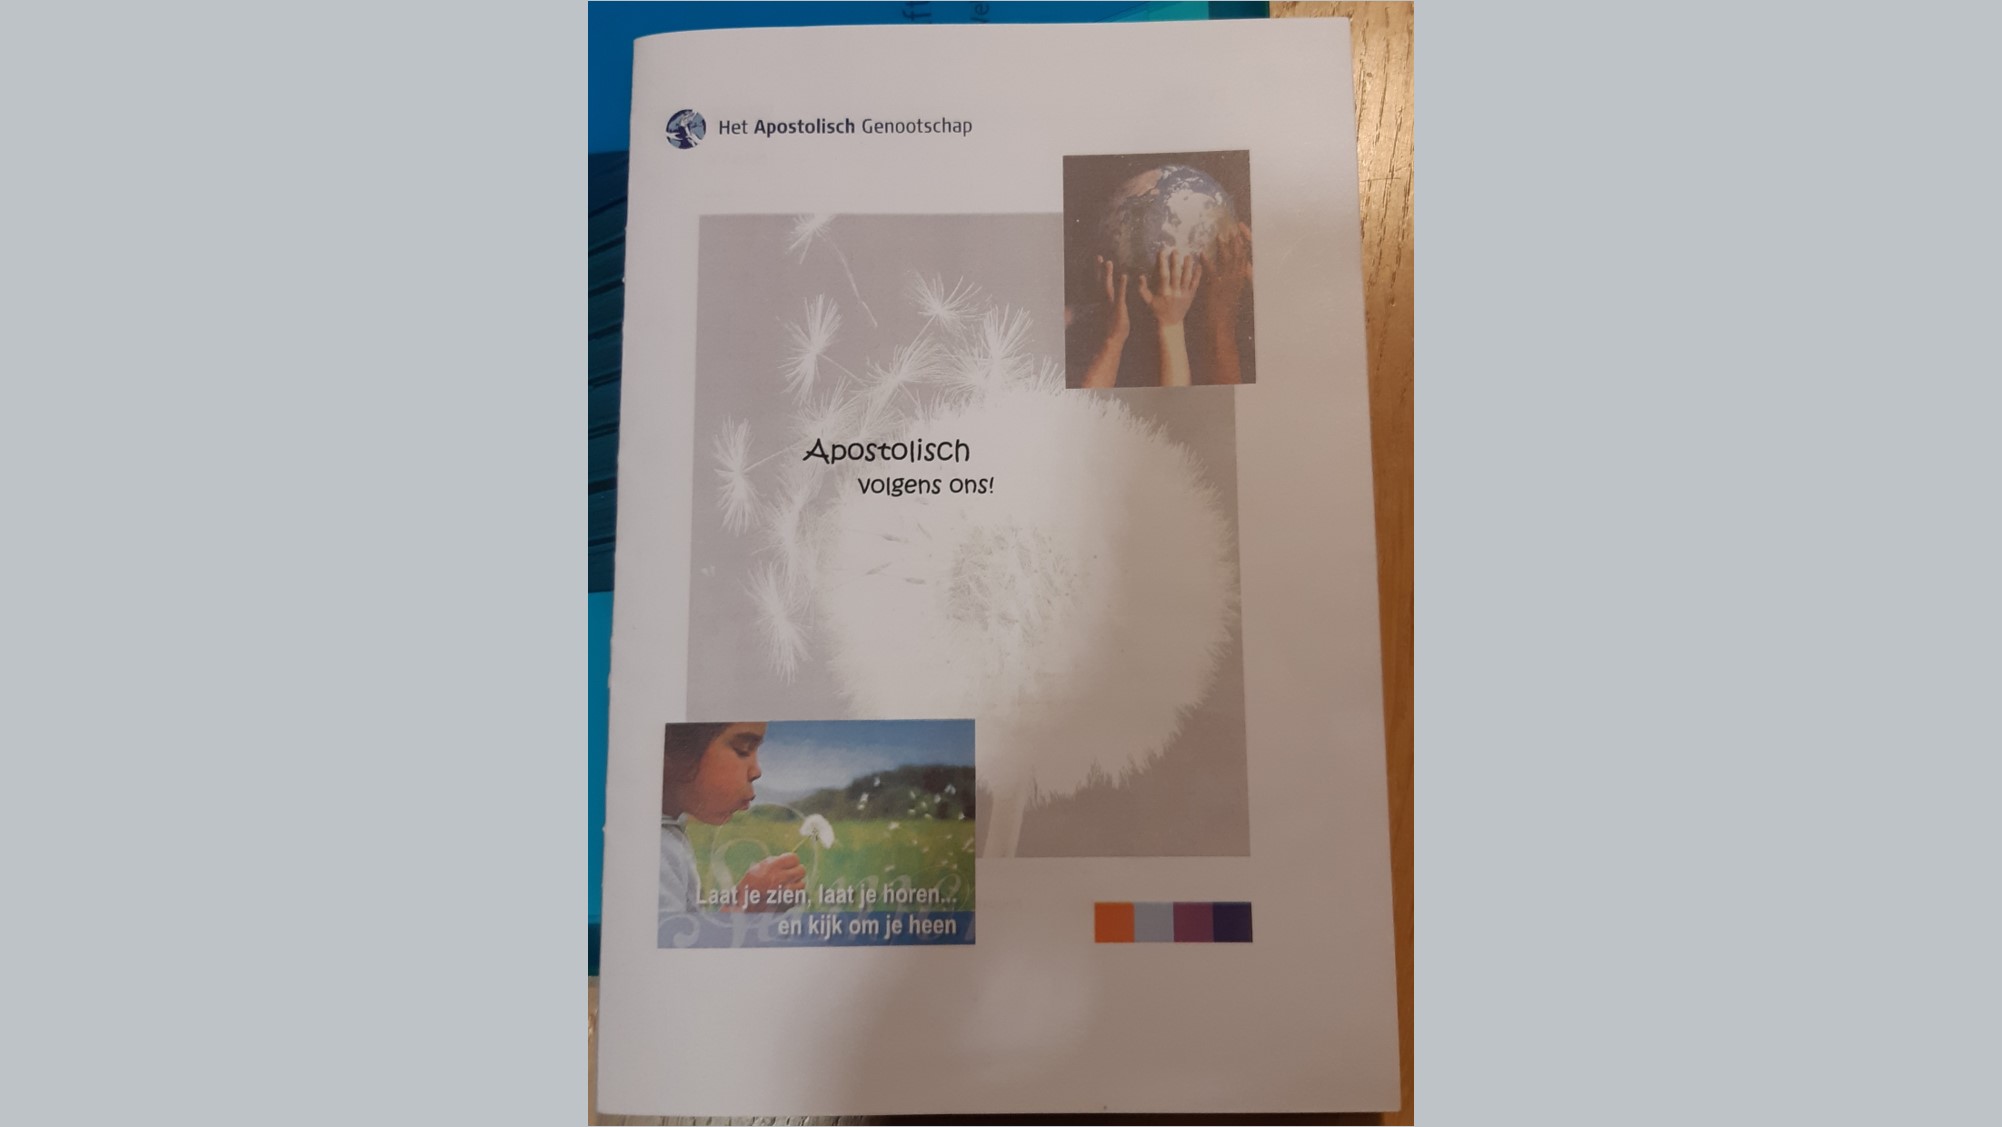 Het Apostolisch Genootschap
Apostolisch
volgens ons!
Laat je zien, laat je horen...
en kijk om je heen